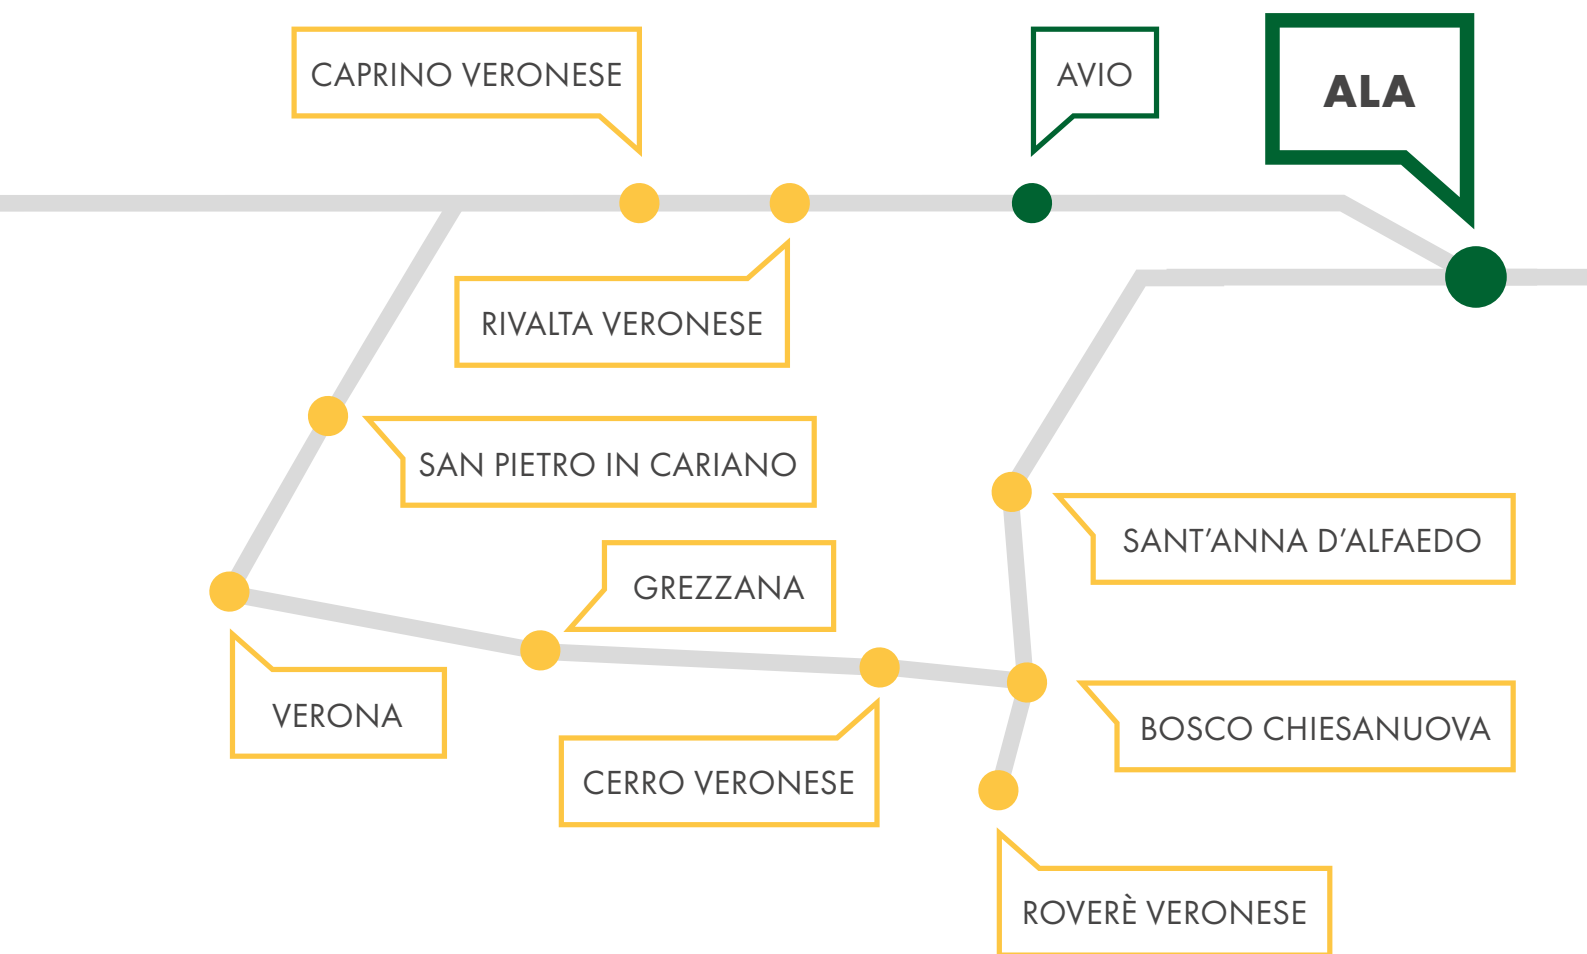 CAPRINO VERONESE
AVIO
ALA
RIVALTA VERONESE
SAN PIETRO IN CARIANO
SANT’ANNA D’ALFAEDO
GREZZANA
VERONA
BOSCO CHIESANUOVA
CERRO VERONESE
ROVERÈ VERONESE